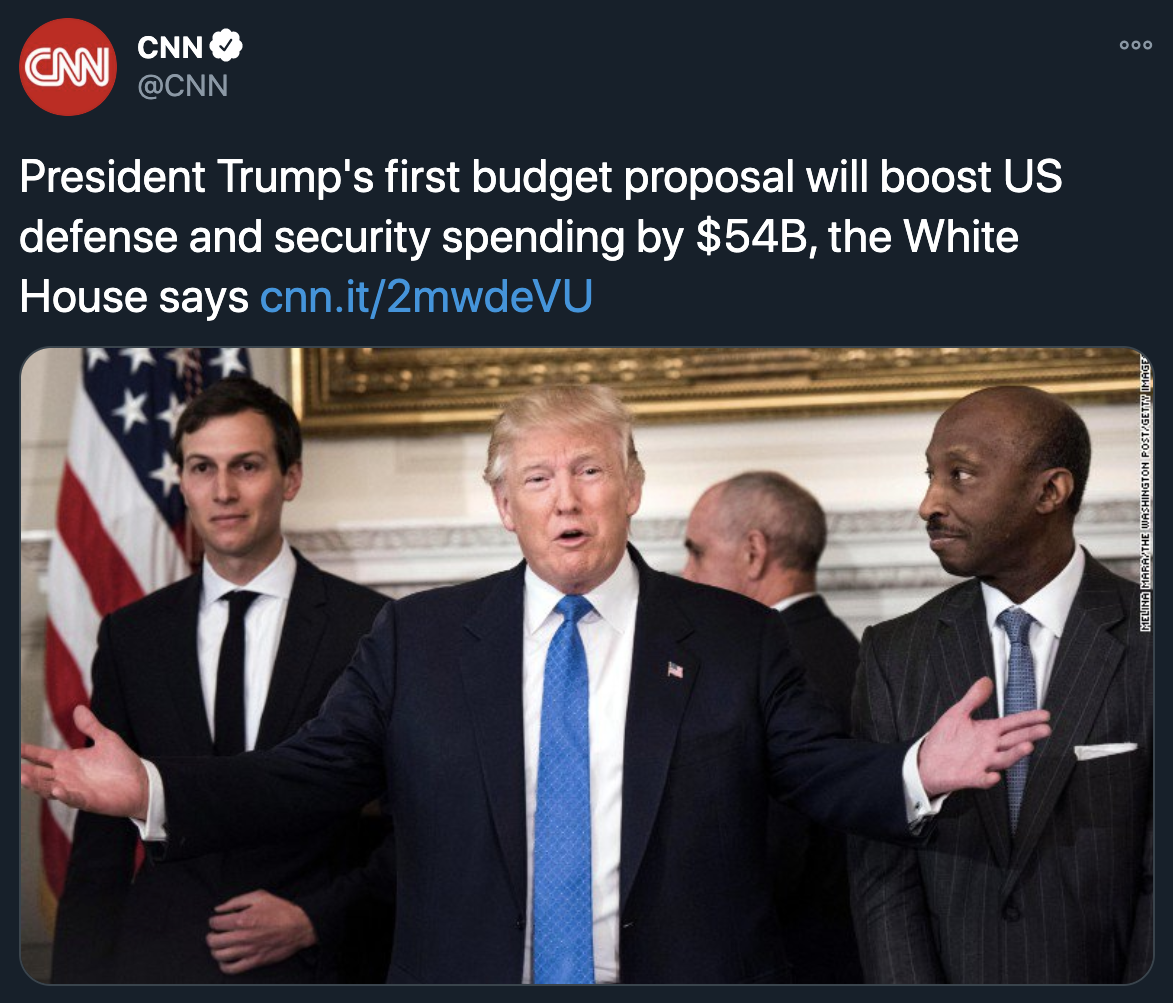 CNN
CNN
@CNN
President Trump's first budget proposal will boost US
defense and security spending by $54B, the White
House says cnn.it/2mwdeVU
MELINA MARA/THE WASHINGTON POST/GETTY IMAGE